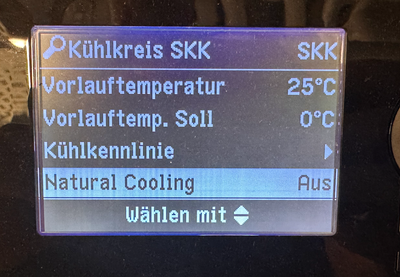 Kühlkreis SKK SKK
Vorlauftemperatur 25°C
Vorlauftemp. Soll 0°C
Kühlkennlinie
Natural Cooling Aus
Wählen mit